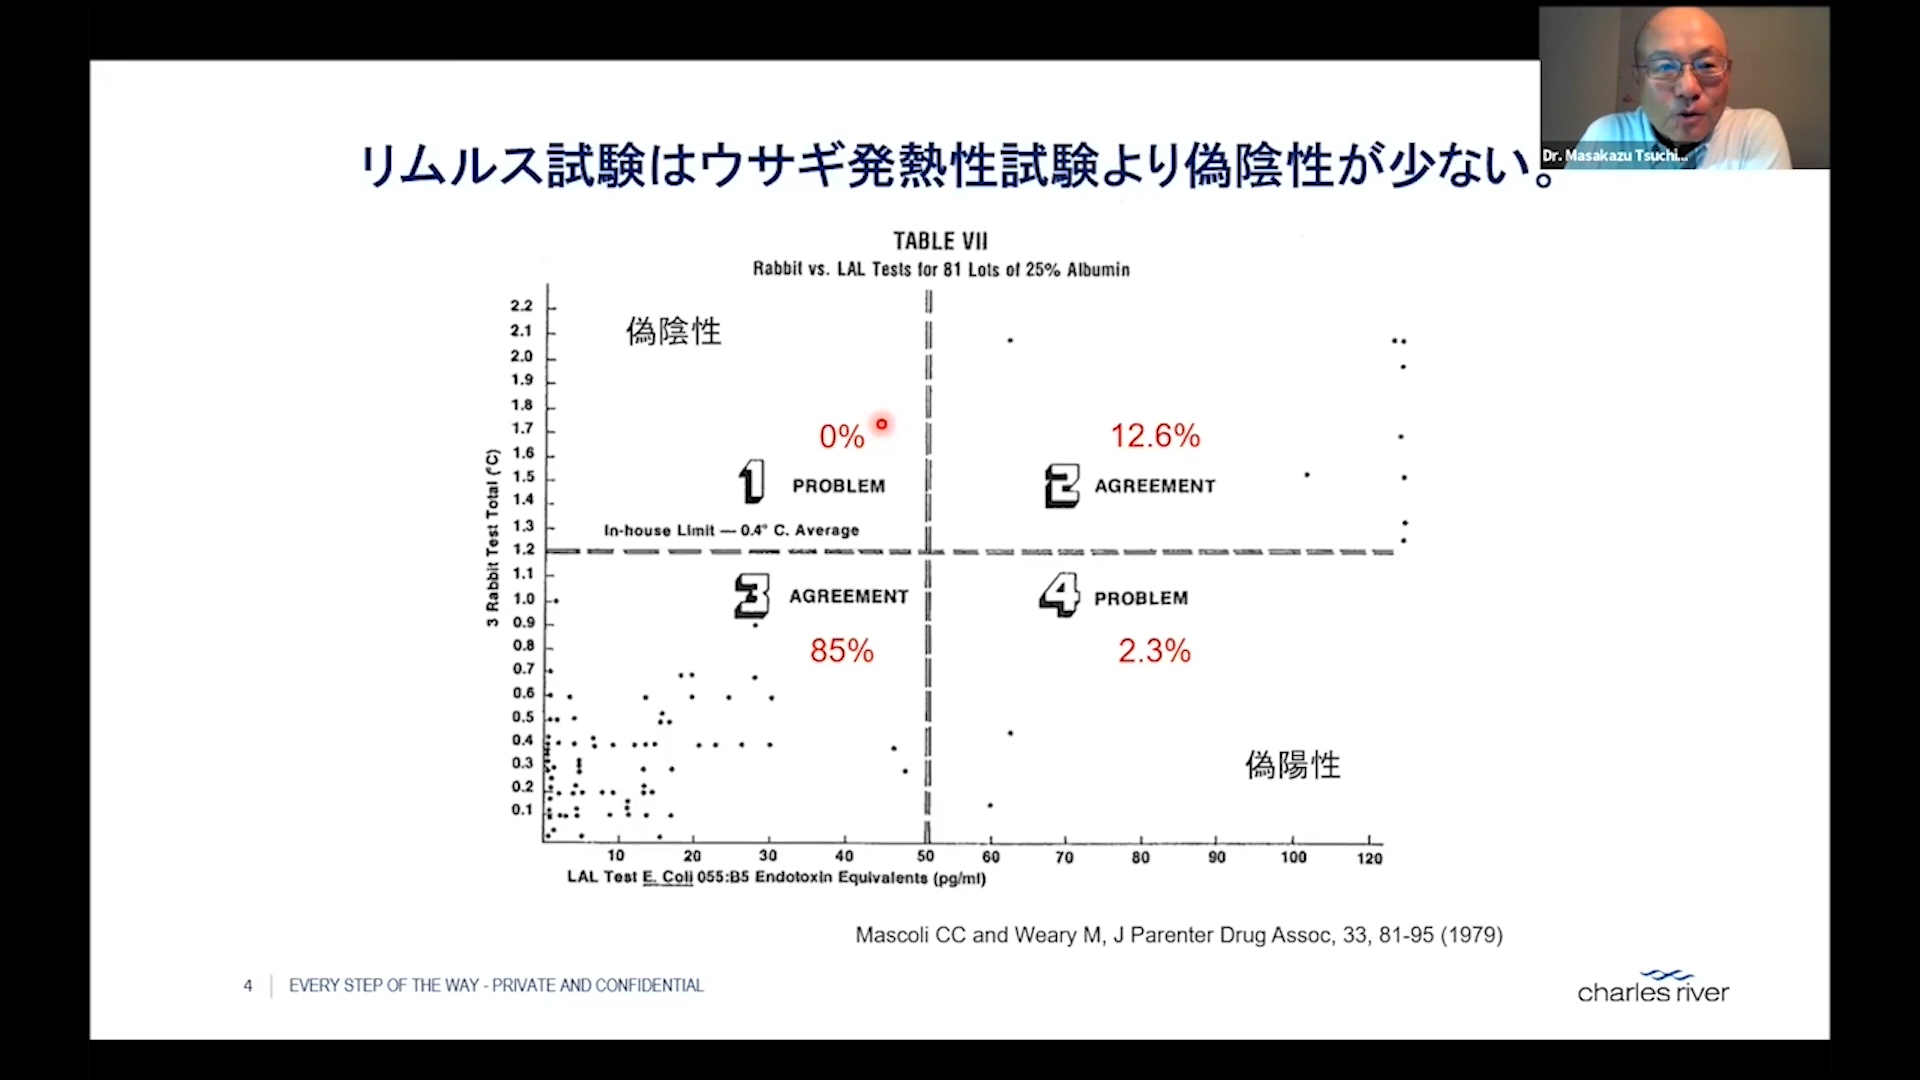 Dr. Masakazu Tsuchi...
リムルス試験はウサギ発熱性試験より偽陰性が少ない。
TABLE VII
Rabbit vs. LAL Tests for 81 Lots of 25% Albumin
3 Rabbit Test Total (°C)
2.2
2.1
2.0
1.9
1.8
1.7
1.6
1.5
1.4
1.3
1.2
1.1
1.0
0.9
0.8
0.7
0.6
0.5
0.4
0.3
0.2
0.1
偽陰性
0%
1 PROBLEM
12.6%
2 AGREEMENT
In-house Limit — 0.4° C. Average
3 AGREEMENT
85%
4 PROBLEM
2.3%
偽陽性
10 20 30 40 50 60 70 80 90 100 120
LAL Test E. Coli 055:B5 Endotoxin Equivalents (pg/ml)
Mascoli CC and Weary M, J Parenter Drug Assoc, 33, 81-95 (1979)
4 EVERY STEP OF THE WAY - PRIVATE AND CONFIDENTIAL
charles river